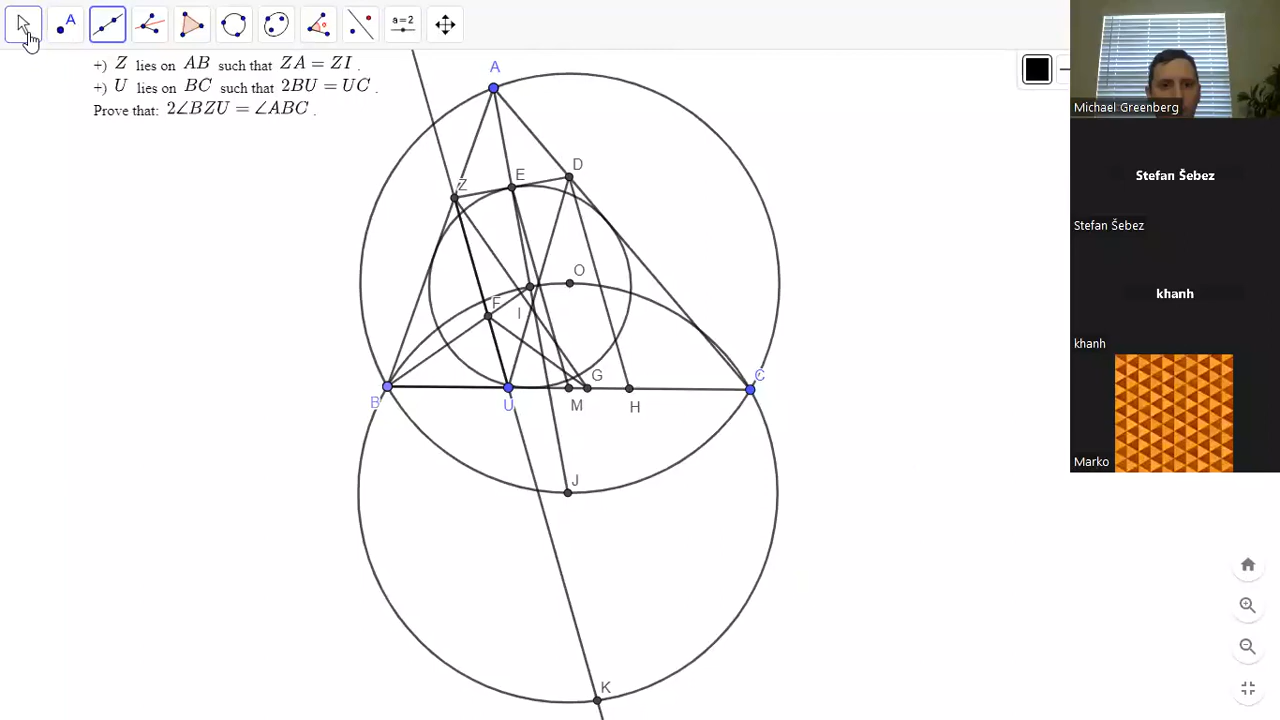 a=2
+) Z lies on AB such that ZA = ZI .
+) U lies on BC such that 2BU = UC .
Prove that: 2∠BZU = ∠ABC .
A
D
Z
E
O
F
I
B
U
M
G
H
C
J
K
Michael Greenberg
Stefan Šebez
Stefan Šebez
khanh
khanh
Marko